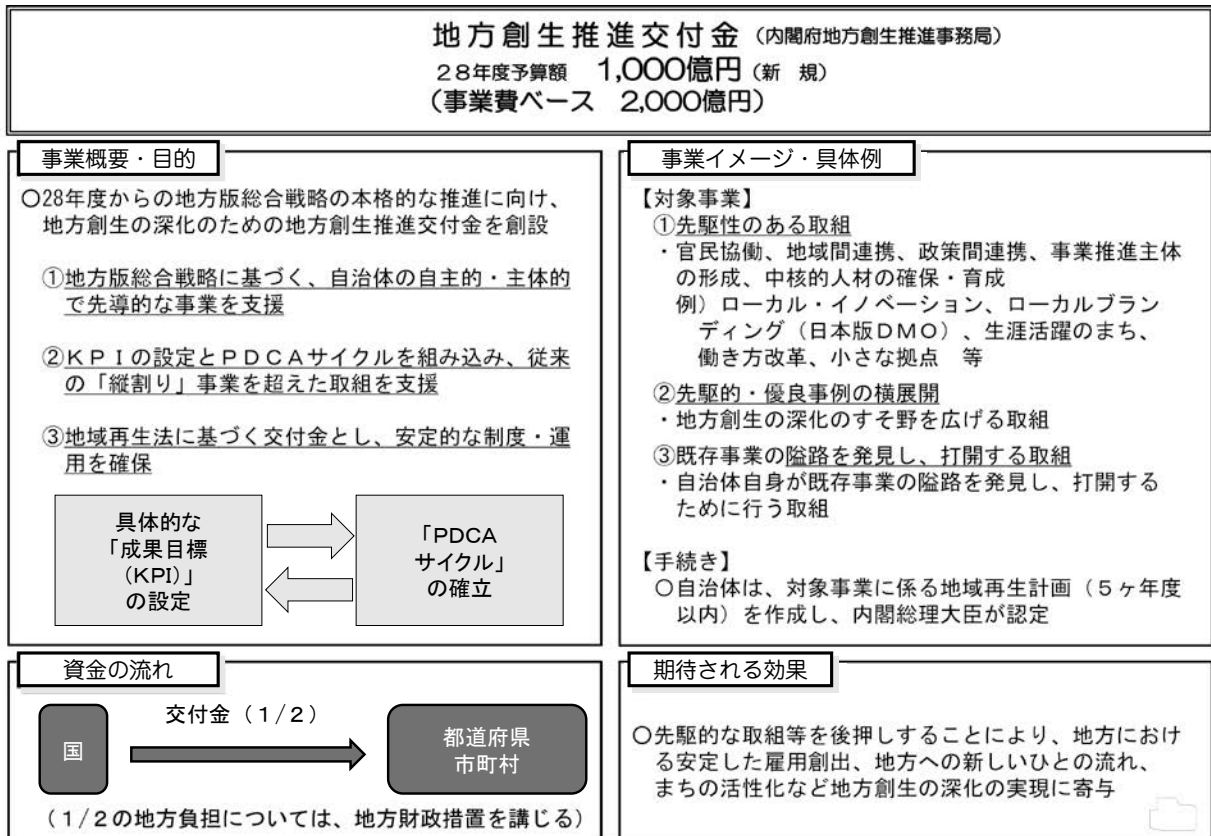 地方創生推進交付金（内閣府地方創生推進事務局）
２８年度予算額　１,０００億円（新　規）
（事業費ベース　２,０００億円）
事業概要・目的
〇28年度からの地方版総合戦略の本格的な推進に向け、
地方創生の深化のための地方創生推進交付金を創設
①地方版総合戦略に基づく、自治体の自主的・主体的
で先導的な事業を支援
②ＫＰＩの設定とＰＤＣＡサイクルを組み込み、従来
の「縦割り」事業を超えた取組を支援
③地域再生法に基づく交付金とし、安定的な制度・運
用を確保
具体的な
「成果目標
（KPI）」
の設定
「PDCA
サイクル」
の確立
事業イメージ・具体例
【対象事業】
①先駆性のある取組
・官民協働、地域間連携、政策間連携、事業推進主体
の形成、中核的人材の確保・育成
例）ローカル・イノベーション、ローカルブラン
ディング（日本版ＤＭＯ）、生涯活躍のまち、
働き方改革、小さな拠点　等
②先駆的・優良事例の横展開
・地方創生の深化のすそ野を広げる取組
③既存事業の隘路を発見し、打開する取組
・自治体自身が既存事業の隘路を発見し、打開する
ために行う取組
【手続き】
〇自治体は、対象事業に係る地域再生計画（５ヶ年度
以内）を作成し、内閣総理大臣が認定
資金の流れ
国
交付金（１/２）
都道府県
市町村
（１/２の地方負担については、地方財政措置を講じる）
期待される効果
〇先駆的な取組等を後押しすることにより、地方におけ
る安定した雇用創出、地方への新しいひとの流れ、
まちの活性化など地方創生の深化の実現に寄与